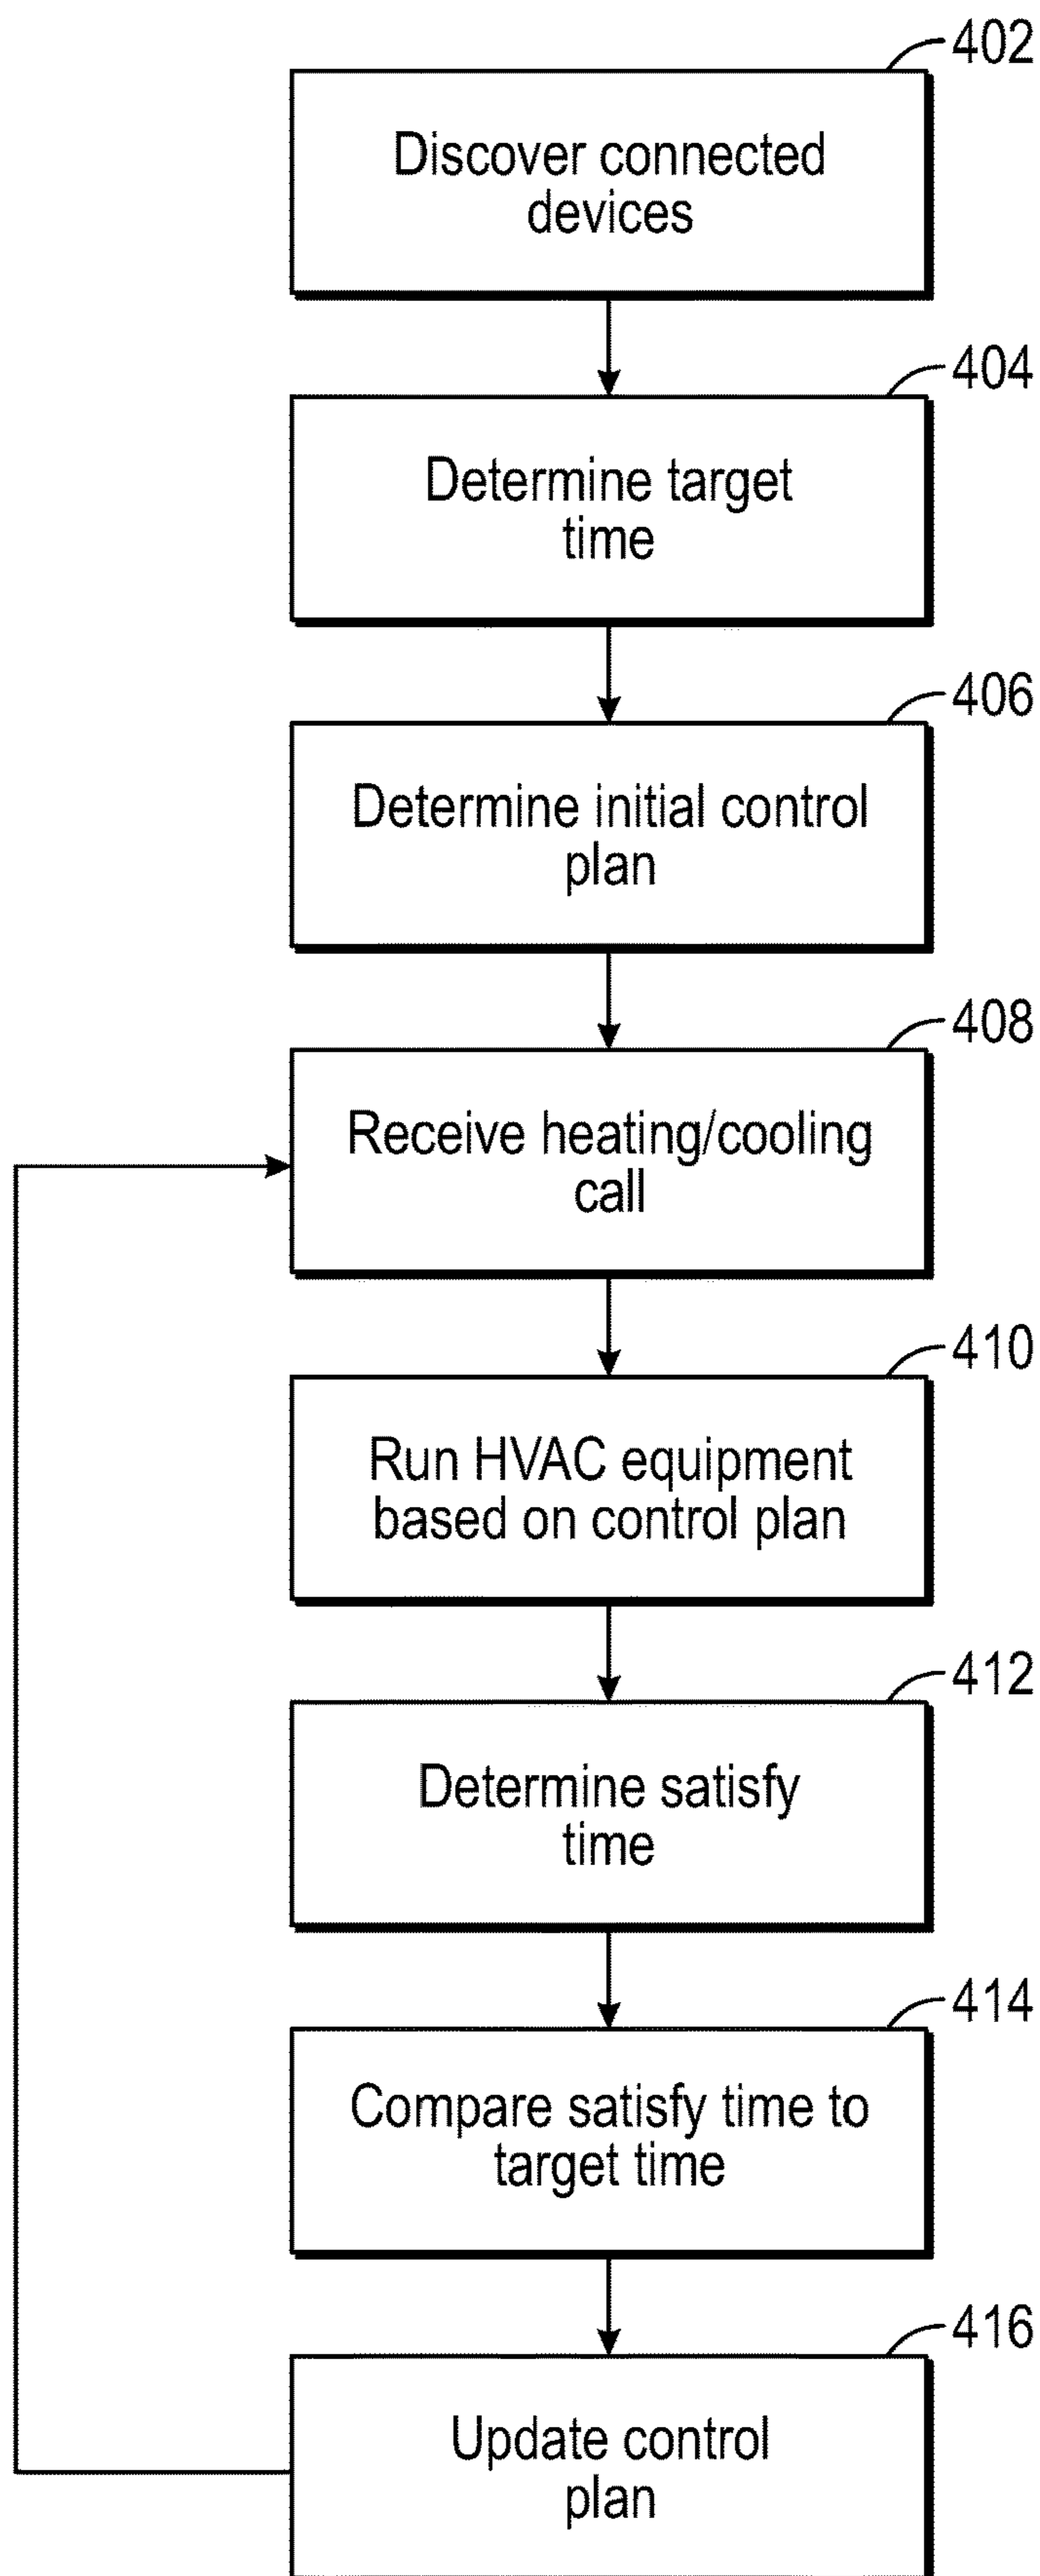 402
Discover connected
devices
404
Determine target
time
406
Determine initial control
plan
408
Receive heating/cooling
call
410
Run HVAC equipment
based on control plan
412
Determine satisfy
time
414
Compare satisfy time to
target time
416
Update control
plan